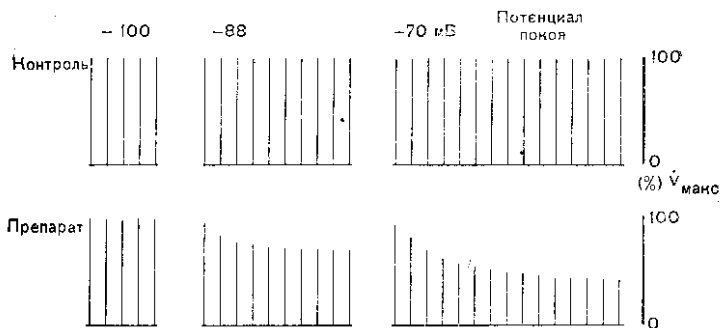 – 100
–88
–70 мВ
Потенциал
покоя
Контроль
100
0
(%) V̇макс
Препарат
100
0